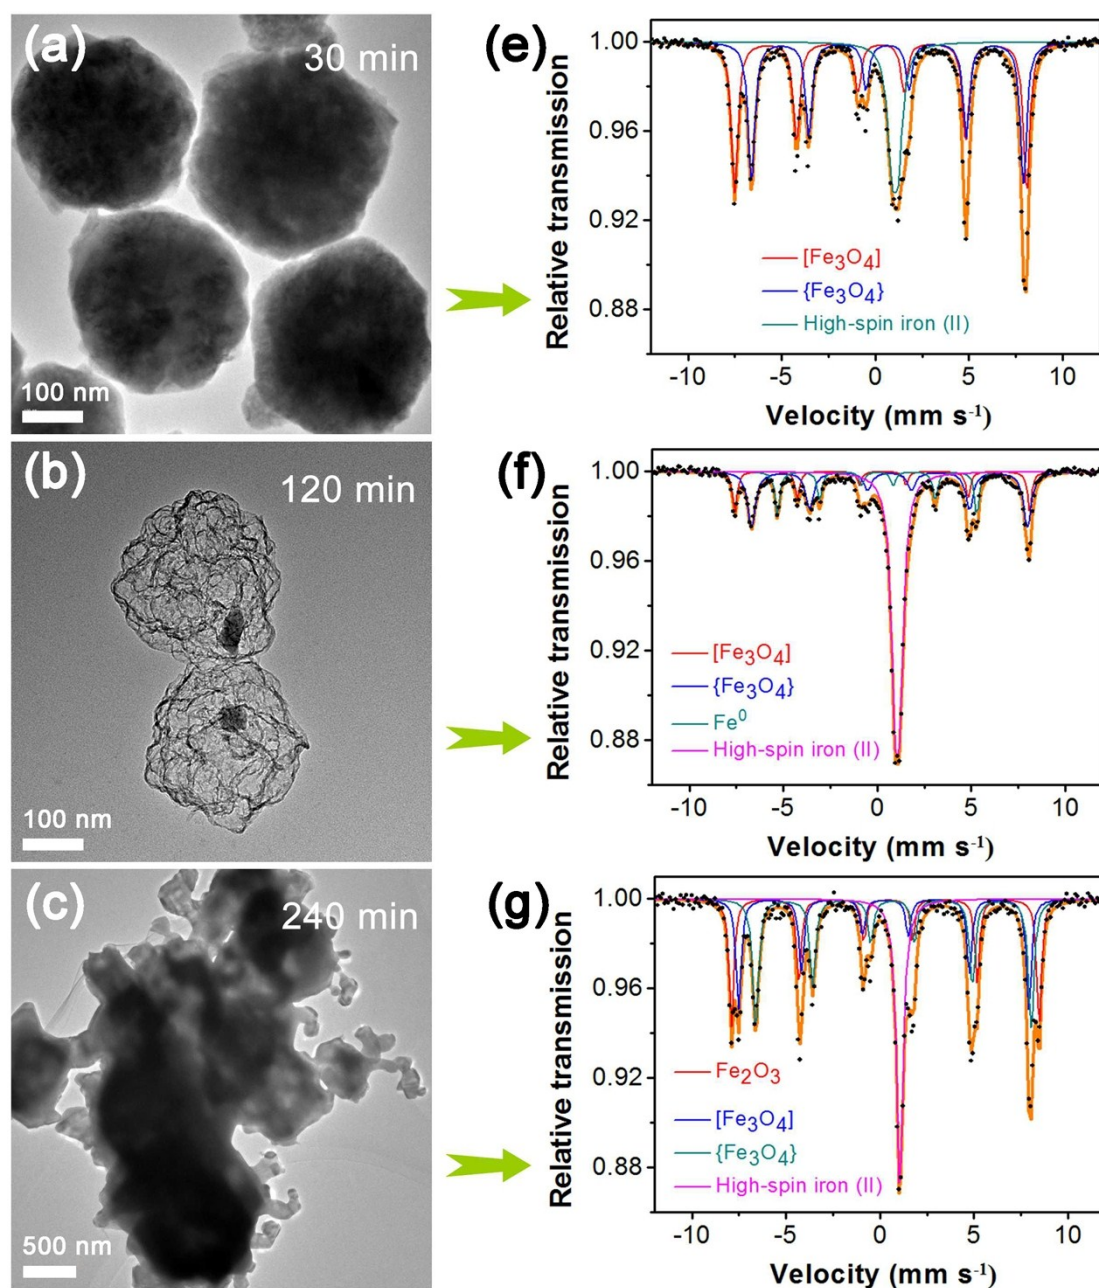 (a)
30 min
100 nm
(e)
1.00
0.96
0.92
0.88
Relative transmission
[Fe₃O₄]
{Fe₃O₄}
High-spin iron (II)
-10 -5 0 5 10
Velocity (mm s⁻¹)
(b)
120 min
100 nm
(f)
1.00
0.96
0.92
0.88
Relative transmission
[Fe₃O₄]
{Fe₃O₄}
Fe⁰
High-spin iron (II)
-10 -5 0 5 10
Velocity (mm s⁻¹)
(c)
240 min
500 nm
(g)
1.00
0.96
0.92
0.88
Relative transmission
Fe₂O₃
[Fe₃O₄]
{Fe₃O₄}
High-spin iron (II)
-10 -5 0 5 10
Velocity (mm s⁻¹)